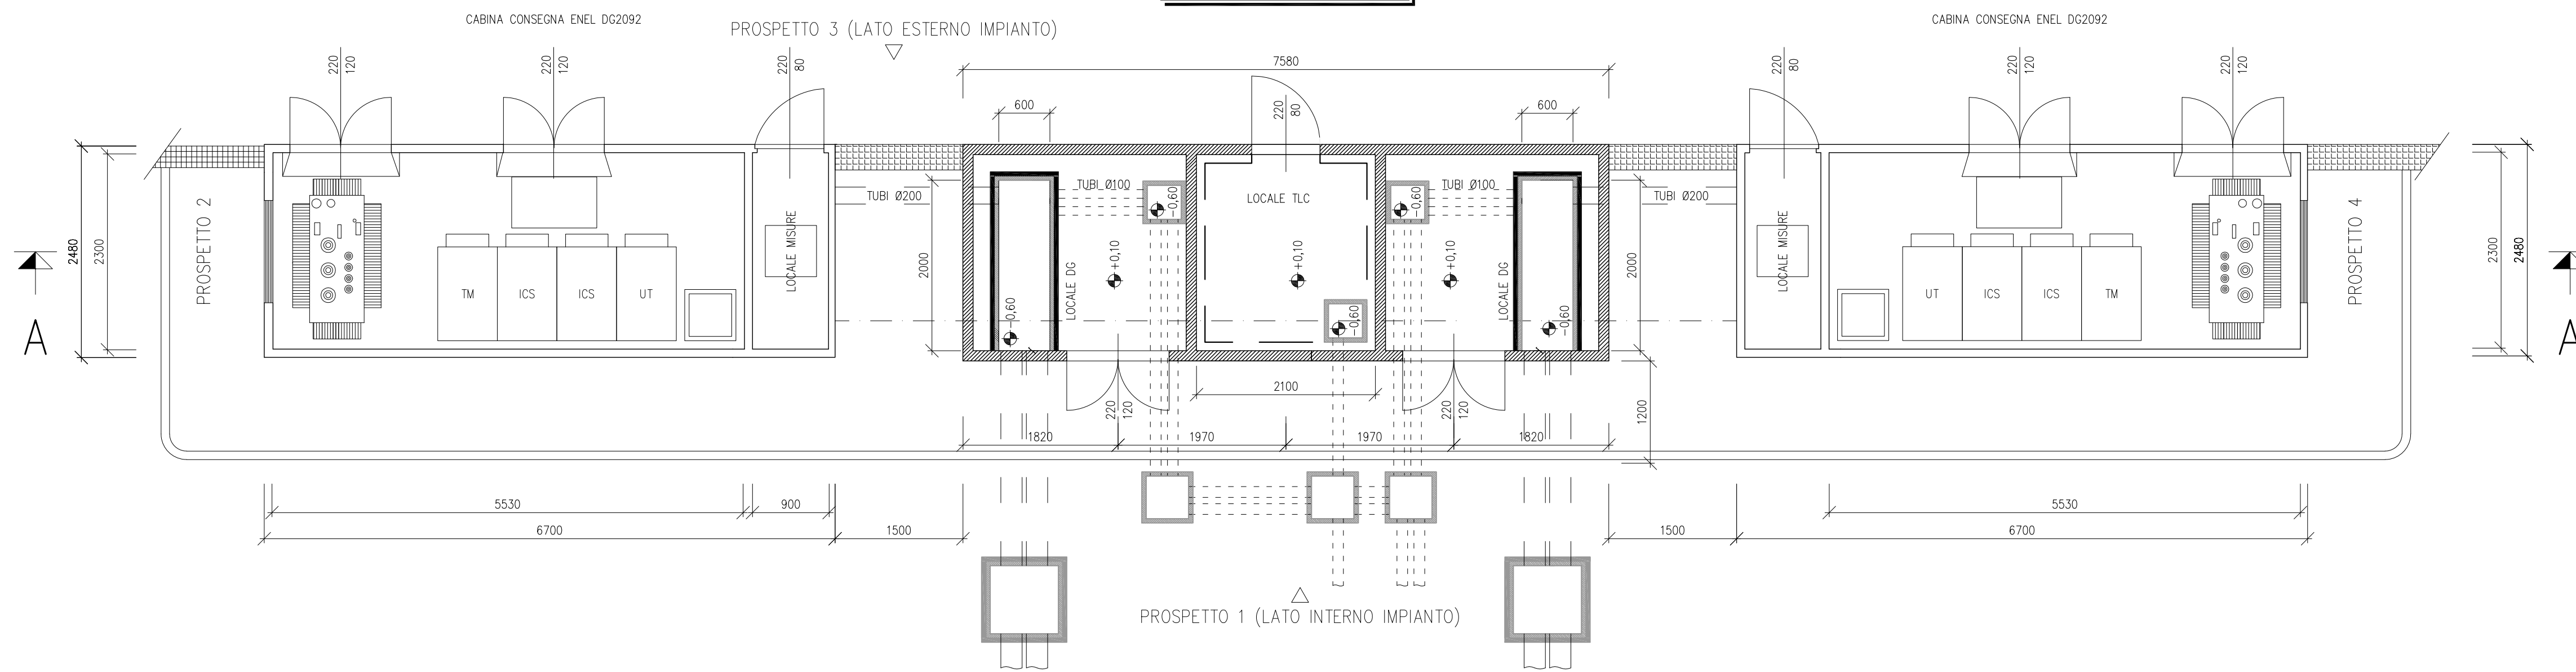 CABINA CONSEGNA ENEL DG2092
CABINA CONSEGNA ENEL DG2092
PROSPETTO 3 (LATO ESTERNO IMPIANTO)
220
120
220
120
220
80
7580
220
80
220
120
220
120
600
220
80
600
2480
2300
PROSPETTO 2
TM
ICS
ICS
UT
LOCALE MISURE
TUBI Ø200
2000
TUBI Ø100
-0,60
-0,60
+0,10
LOCALE DG
LOCALE TLC
+0,10
-0,60
TUBI Ø100
-0,60
+0,10
LOCALE DG
-0,60
2000
TUBI Ø200
LOCALE MISURE
UT
ICS
ICS
TM
PROSPETTO 4
2300
2480
A
A
2100
220
120
220
120
1200
1820
1970
1970
1820
5530
900
6700
1500
1500
5530
6700
PROSPETTO 1 (LATO INTERNO IMPIANTO)